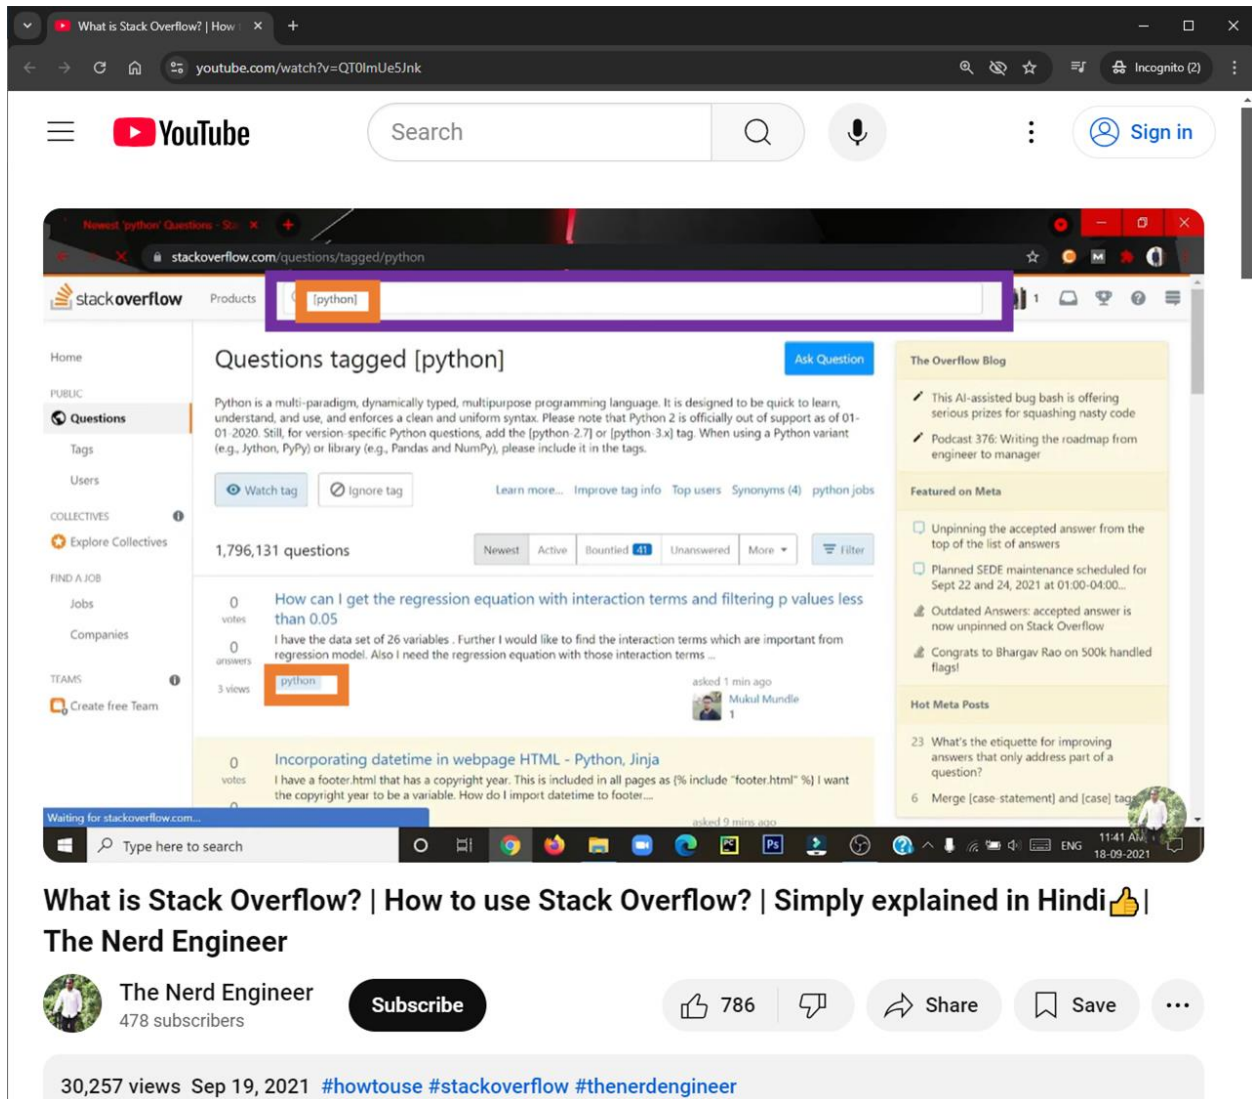 What is Stack Overflow? | How
Incognito (2)
youtube.com/watch?v=QT0lmUe5Jnk
YouTube
Search
Sign in
Newest 'python' Questions - Sta
stackoverflow.com/questions/tagged/python
stackoverflow
Products
[python]
1
Home
PUBLIC
Questions
Tags
Users
COLLECTIVES
Explore Collectives
FIND A JOB
Jobs
Companies
TEAMS
Create free Team
Questions tagged [python]
Ask Question
Python is a multi-paradigm, dynamically typed, multipurpose programming language. It is designed to be quick to learn,
understand, and use, and enforces a clean and uniform syntax. Please note that Python 2 is officially out of support as of 01-
01-2020. Still, for version-specific Python questions, add the [python-2.7] or [python-3.x] tag. When using a Python variant
(e.g., Jython, PyPy) or library (e.g., Pandas and NumPy), please include it in the tags.
Watch tag
Ignore tag
Learn more... Improve tag info Top users Synonyms (4) python jobs
1,796,131 questions
Newest Active Bountied 41 Unanswered More
Filter
0
votes
0
answers
3 views
How can I get the regression equation with interaction terms and filtering p values less
than 0.05
I have the data set of 26 variables . Further I would like to find the interaction terms which are important from
regression model. Also I need the regression equation with those interaction terms ...
python
asked 1 min ago
Mukul Mundle
1
0
votes
0
Incorporating datetime in webpage HTML - Python, Jinja
I have a footer.html that has a copyright year. This is included in all pages as {% include "footer.html" %} I want
the copyright year to be a variable. How do I import datetime to footer....
asked 9 mins ago
The Overflow Blog
This AI-assisted bug bash is offering
serious prizes for squashing nasty code
Podcast 376: Writing the roadmap from
engineer to manager
Featured on Meta
Unpinning the accepted answer from the
top of the list of answers
Planned SEDE maintenance scheduled for
Sept 22 and 24, 2021 at 01:00-04:00...
Outdated Answers: accepted answer is
now unpinned on Stack Overflow
Congrats to Bhargav Rao on 500k handled
flags!
Hot Meta Posts
23 What's the etiquette for improving
answers that only address part of a
question?
6 Merge [case-statement] and [case] tags
Waiting for stackoverflow.com...
Type here to search
ENG
11:41 AM
18-09-2021
What is Stack Overflow? | How to use Stack Overflow? | Simply explained in Hindi👍|
The Nerd Engineer
The Nerd Engineer
478 subscribers
Subscribe
786
Share
Save
30,257 views Sep 19, 2021 #howtouse #stackoverflow #thenerdengineer